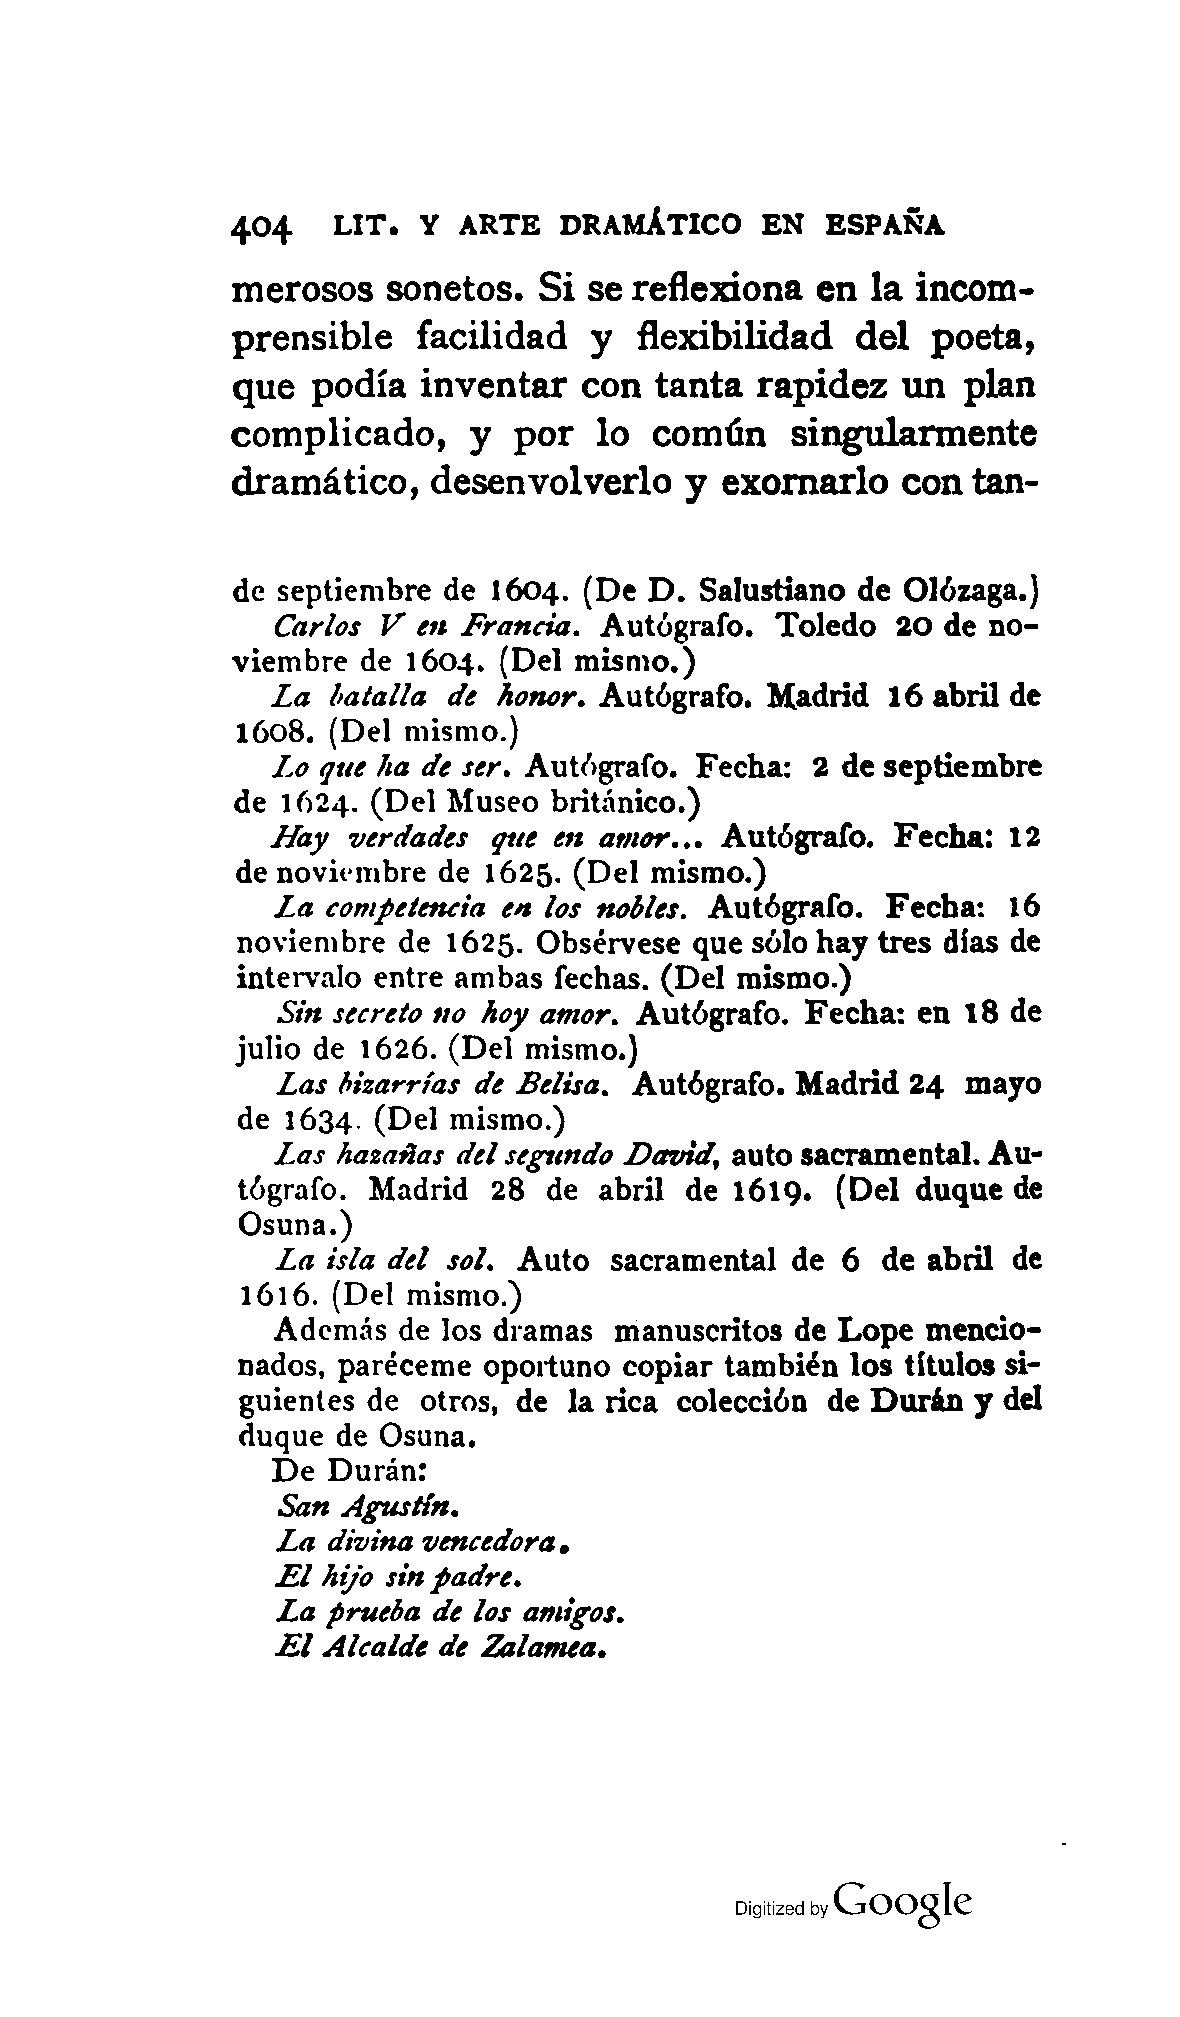 404 LIT. Y ARTE DRAMÁTICO EN ESPAÑA
merosos sonetos. Si se reflexiona en la incom-
prensible facilidad y flexibilidad del poeta,
que podía inventar con tanta rapidez un plan
complicado, y por lo común singularmente
dramático, desenvolverlo y exornarlo con tan-
de septiembre de 1604. (De D. Salustiano de Olózaga.)
Carlos V en Francia. Autógrafo. Toledo 20 de no-
viembre de 1604. (Del mismo.)
La batalla de honor. Autógrafo. Madrid 16 abril de
1608. (Del mismo.)
Lo que ha de ser. Autógrafo. Fecha: 2 de septiembre
de 1624. (Del Museo británico.)
Hay verdades que en amor... Autógrafo. Fecha: 12
de noviembre de 1625. (Del mismo.)
La competencia en los nobles. Autógrafo. Fecha: 16
noviembre de 1625. Obsérvese que sólo hay tres días de
intervalo entre ambas fechas. (Del mismo.)
Sin secreto no hoy amor. Autógrafo. Fecha: en 18 de
julio de 1626. (Del mismo.)
Las bizarrías de Belisa. Autógrafo. Madrid 24 mayo
de 1634. (Del mismo.)
Las hazañas del segundo David, auto sacramental. Au-
tógrafo. Madrid 28 de abril de 1619. (Del duque de
Osuna.)
La isla del sol. Auto sacramental de 6 de abril de
1616. (Del mismo.)
Además de los dramas manuscritos de Lope mencio-
nados, paréceme oportuno copiar también los títulos si-
guientes de otros, de la rica colección de Durán y del
duque de Osuna.
De Durán:
San Agustín.
La divina vencedora.
El hijo sin padre.
La prueba de los amigos.
El Alcalde de Zalamea.
Digitized by Google